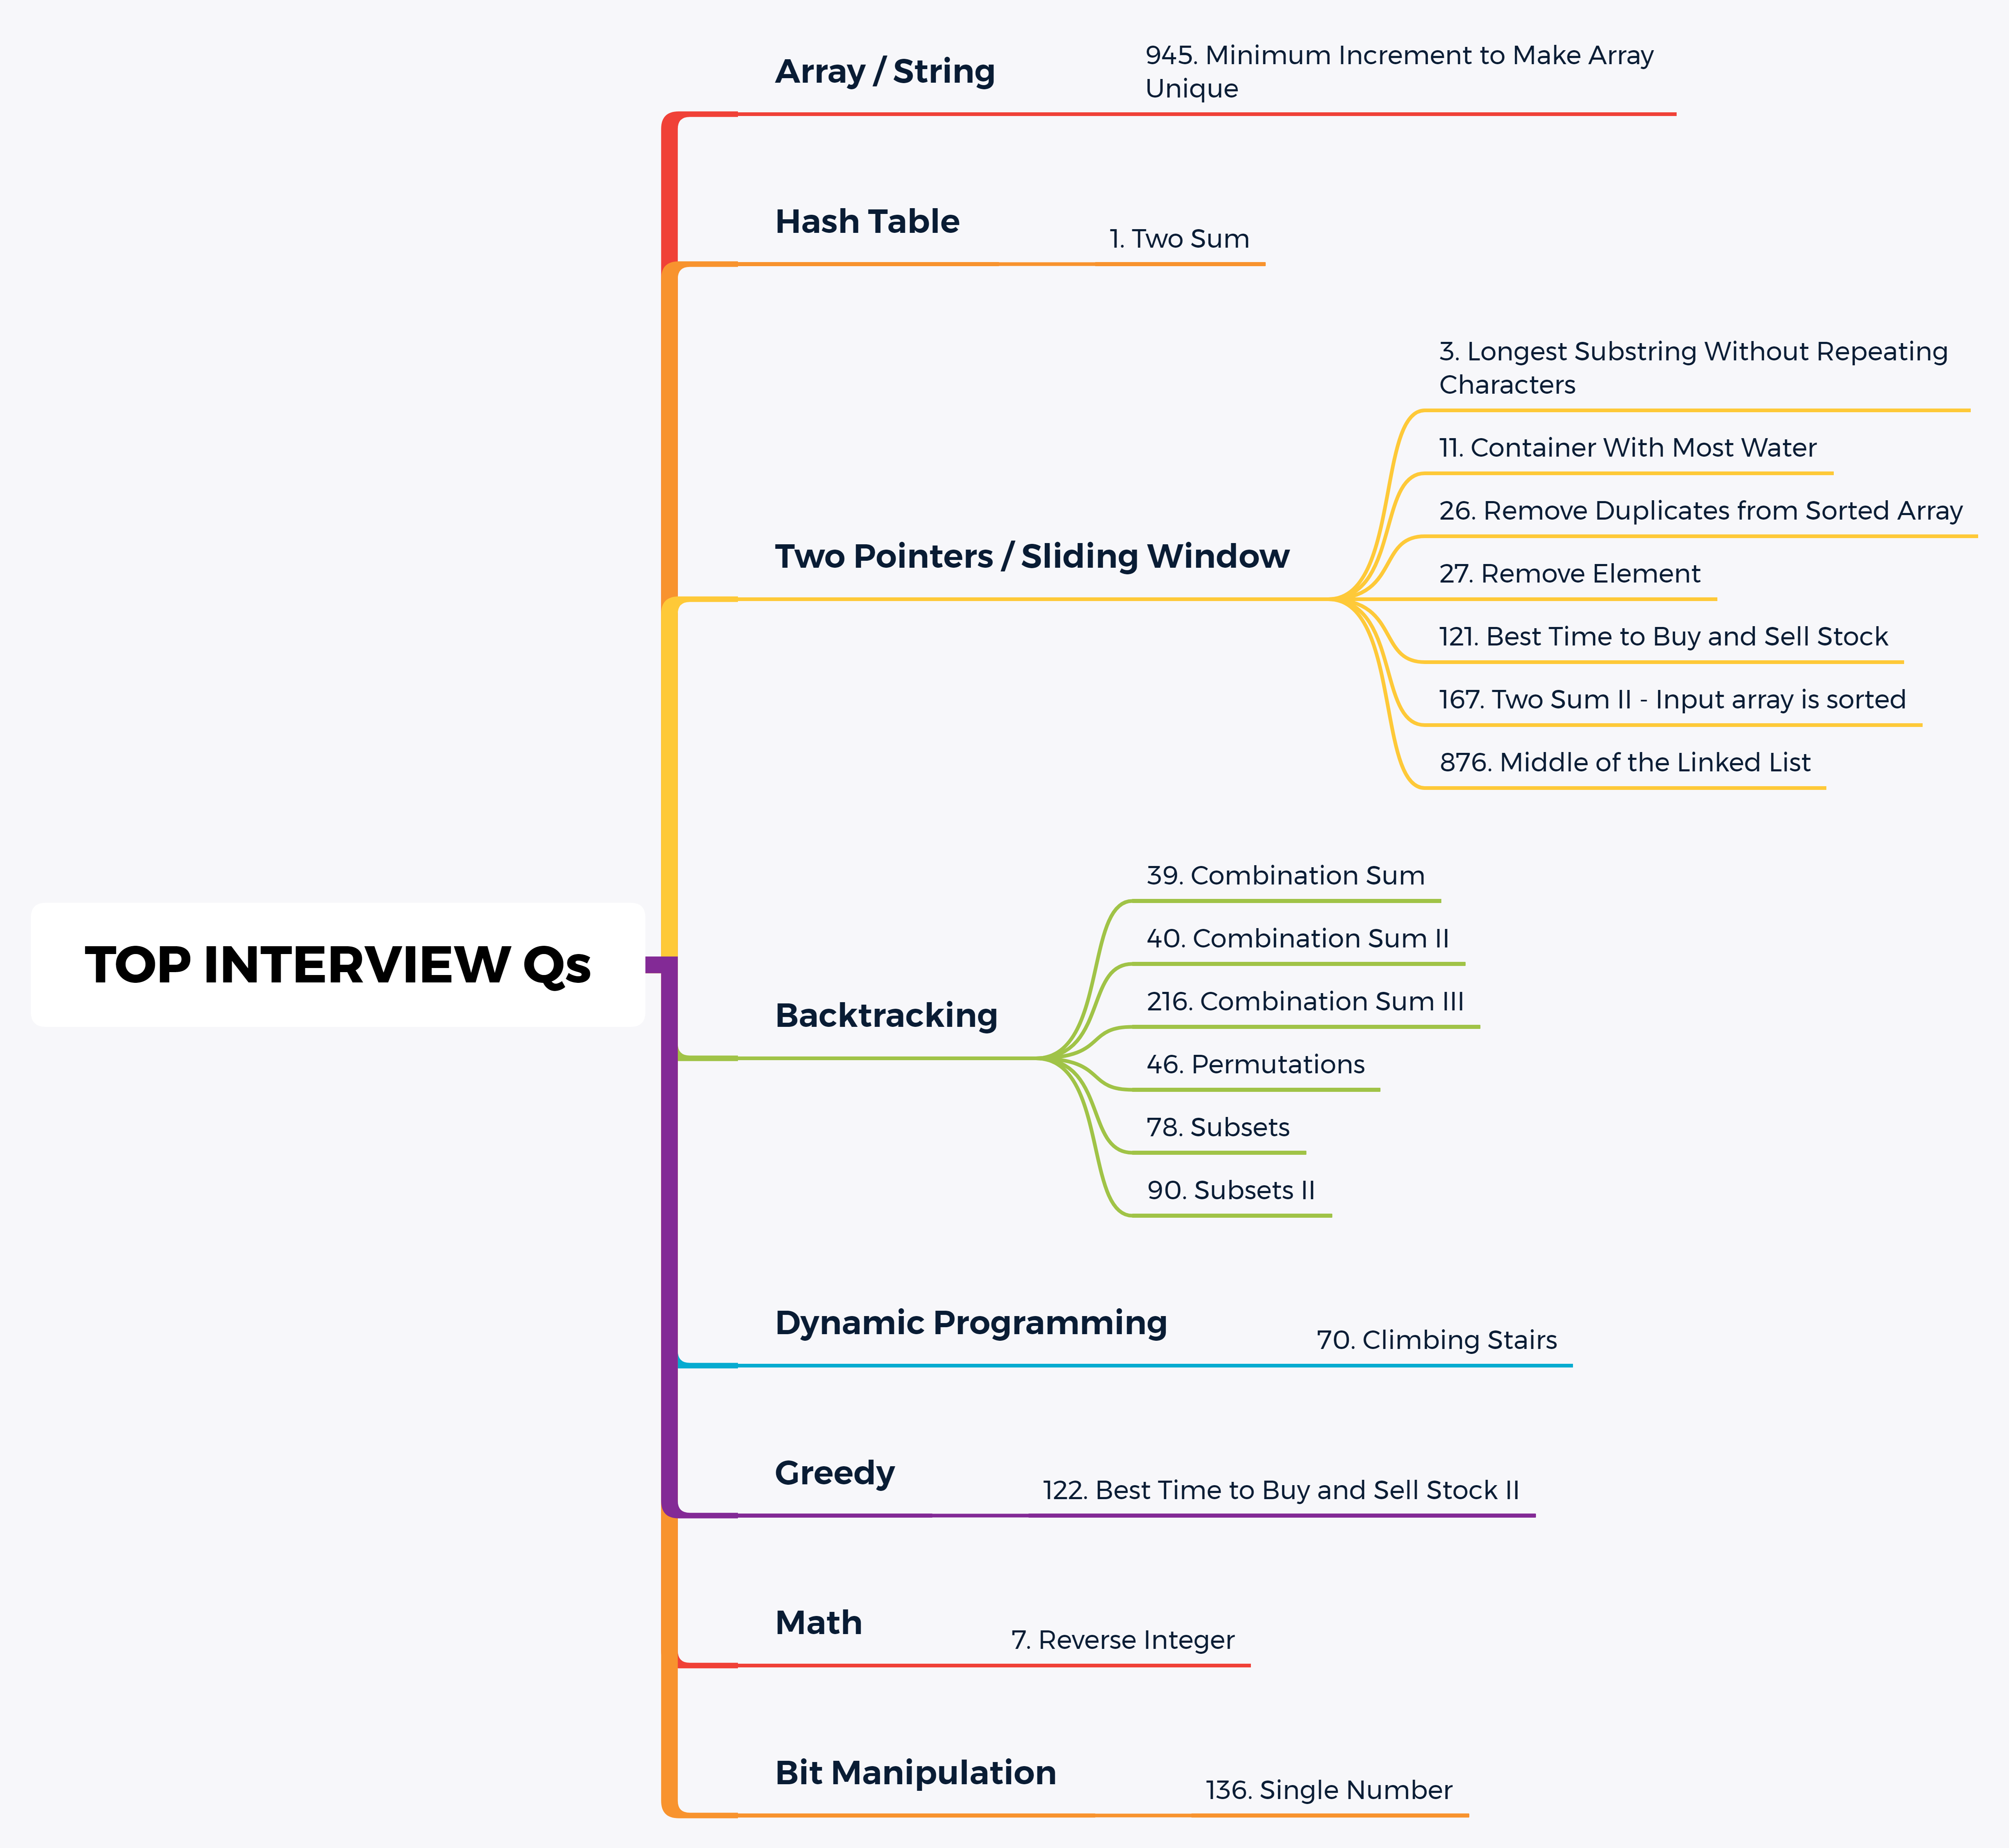 Array / String
945. Minimum Increment to Make Array
Unique
Hash Table
1. Two Sum
Two Pointers / Sliding Window
3. Longest Substring Without Repeating
Characters
11. Container With Most Water
26. Remove Duplicates from Sorted Array
27. Remove Element
121. Best Time to Buy and Sell Stock
167. Two Sum II - Input array is sorted
876. Middle of the Linked List
TOP INTERVIEW Qs
Backtracking
39. Combination Sum
40. Combination Sum II
216. Combination Sum III
46. Permutations
78. Subsets
90. Subsets II
Dynamic Programming
70. Climbing Stairs
Greedy
122. Best Time to Buy and Sell Stock II
Math
7. Reverse Integer
Bit Manipulation
136. Single Number